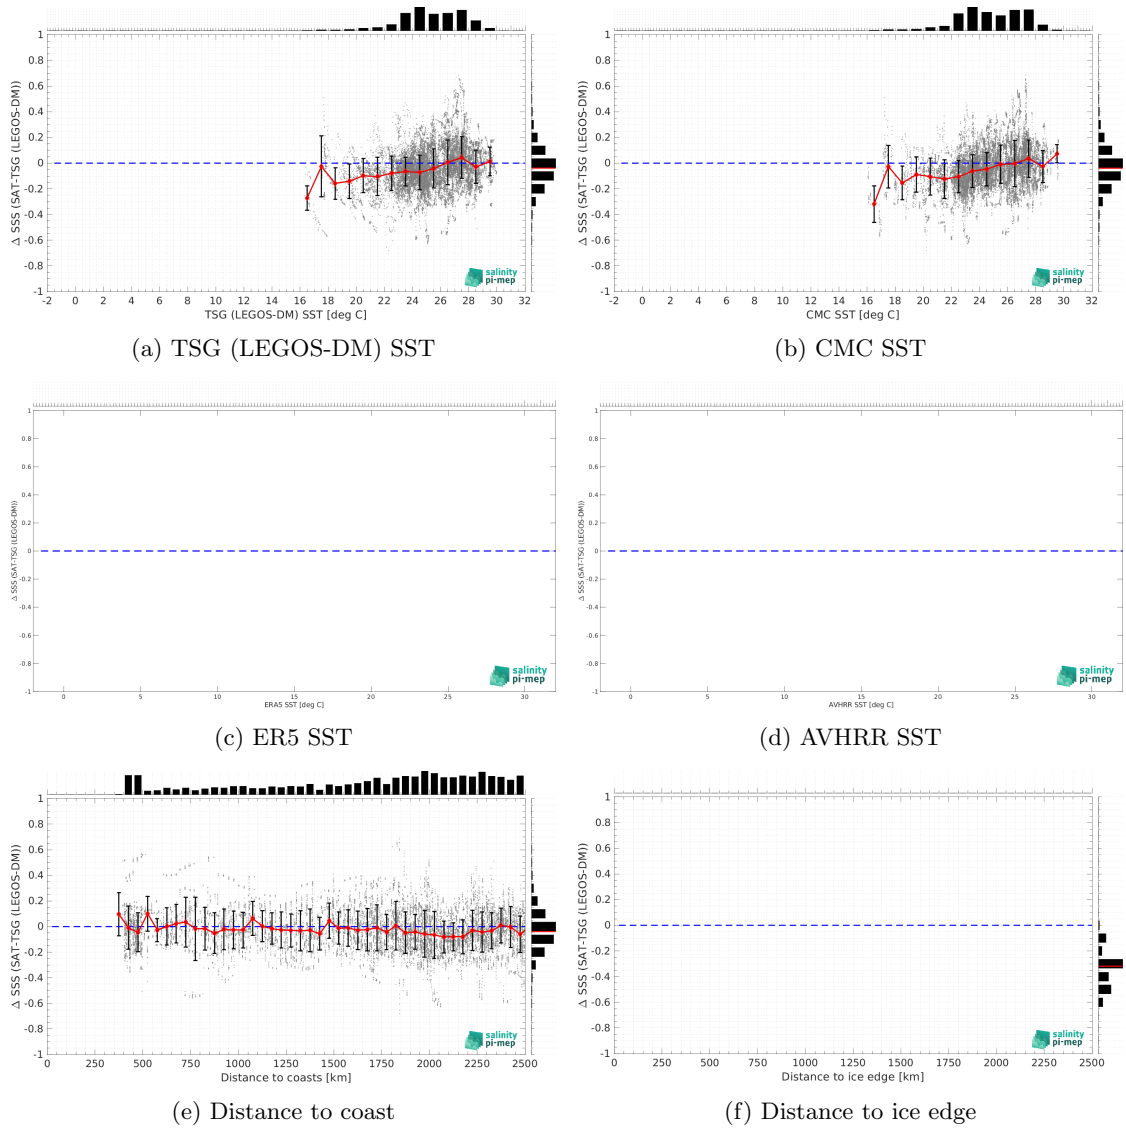 1
0.8
0.6
0.4
0.2
0
-0.2
-0.4
-0.6
-0.8
-1
Δ SSS (SAT-TSG (LEGOS-DM))
salinity
pi-mep
-2 0 2 4 6 8 10 12 14 16 18 20 22 24 26 28 30 32
TSG (LEGOS-DM) SST [deg C]
(a) TSG (LEGOS-DM) SST
1
0.8
0.6
0.4
0.2
0
-0.2
-0.4
-0.6
-0.8
-1
Δ SSS (SAT-TSG (LEGOS-DM))
salinity
pi-mep
-2 0 2 4 6 8 10 12 14 16 18 20 22 24 26 28 30 32
CMC SST [deg C]
(b) CMC SST
1
0.8
0.6
0.4
0.2
0
-0.2
-0.4
-0.6
-0.8
-1
Δ SSS (SAT-TSG (LEGOS-DM))
salinity
pi-mep
0 5 10 15 20 25 30
ERA5 SST [deg C]
(c) ER5 SST
1
0.8
0.6
0.4
0.2
0
-0.2
-0.4
-0.6
-0.8
-1
Δ SSS (SAT-TSG (LEGOS-DM))
salinity
pi-mep
0 5 10 15 20 25 30
AVHRR SST [deg C]
(d) AVHRR SST
1
0.8
0.6
0.4
0.2
0
-0.2
-0.4
-0.6
-0.8
-1
Δ SSS (SAT-TSG (LEGOS-DM))
salinity
pi-mep
0 250 500 750 1000 1250 1500 1750 2000 2250 2500
Distance to coasts [km]
(e) Distance to coast
1
0.8
0.6
0.4
0.2
0
-0.2
-0.4
-0.6
-0.8
-1
Δ SSS (SAT-TSG (LEGOS-DM))
salinity
pi-mep
0 250 500 750 1000 1250 1500 1750 2000 2250 2500
Distance to ice edge [km]
(f) Distance to ice edge